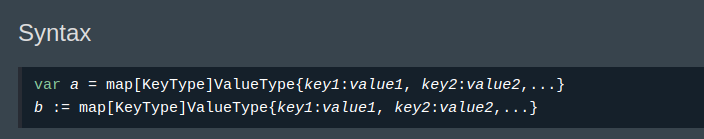 Syntax
var a = map[KeyType]ValueType{key1:value1, key2:value2,...}
b := map[KeyType]ValueType{key1:value1, key2:value2,...}